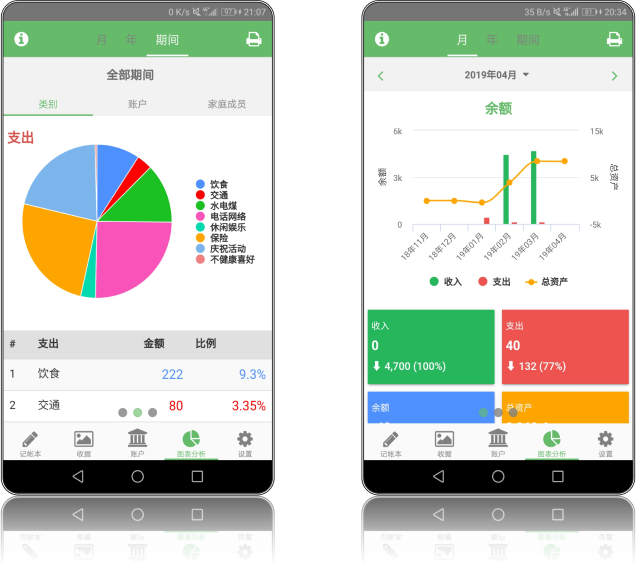 0 K/s 97 21:07
月 年 期间
全部期间
类别 账户 家庭成员
支出
饮食
交通
水电煤
电话网络
休闲娱乐
保险
庆祝活动
不健康喜好
# 支出 金额 比例
1 饮食 222 9.3%
2 交通 80 3.35%
记帐本 收据 账户 图表分析 设置
35 B/s 81 20:34
月 年 期间
2019年04月
余额
6k 15k
余额 3k 5k 总资产
0 -5k
18年11月 18年12月 19年01月 19年02月 19年03月 19年04月
收入 支出 总资产
收入 支出
0 40
4,700 (100%) 132 (77%)
余额 总资产
记帐本 收据 账户 图表分析 设置